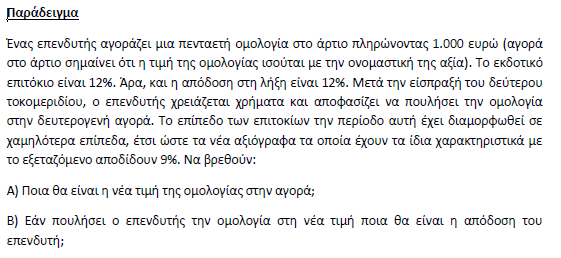 Παράδειγμα
Ένας επενδυτής αγοράζει μια πενταετή ομολογία στο άρτιο πληρώνοντας 1.000 ευρώ (αγορά
στο άρτιο σημαίνει ότι η τιμή της ομολογίας ισούται με την ονομαστική της αξία). Το εκδοτικό
επιτόκιο είναι 12%. Άρα, και η απόδοση στη λήξη είναι 12%. Μετά την είσπραξή του δεύτερου
τοκομεριδίου, ο επενδυτής χρειάζεται χρήματα και αποφασίζει να πουλήσει την ομολογία
στην δευτερογενή αγορά. Το επίπεδο των επιτοκίων την περίοδο αυτή έχει διαμορφωθεί σε
χαμηλότερα επίπεδα, έτσι ώστε τα νέα αξιόγραφα τα οποία έχουν τα ίδια χαρακτηριστικά με
το εξεταζόμενο αποδίδουν 9%. Να βρεθούν:
Α) Ποια θα είναι η νέα τιμή της ομολογίας στην αγορά;
Β) Εάν πουλήσει ο επενδυτής την ομολογία στη νέα τιμή ποια θα είναι η απόδοση του
επενδυτή;